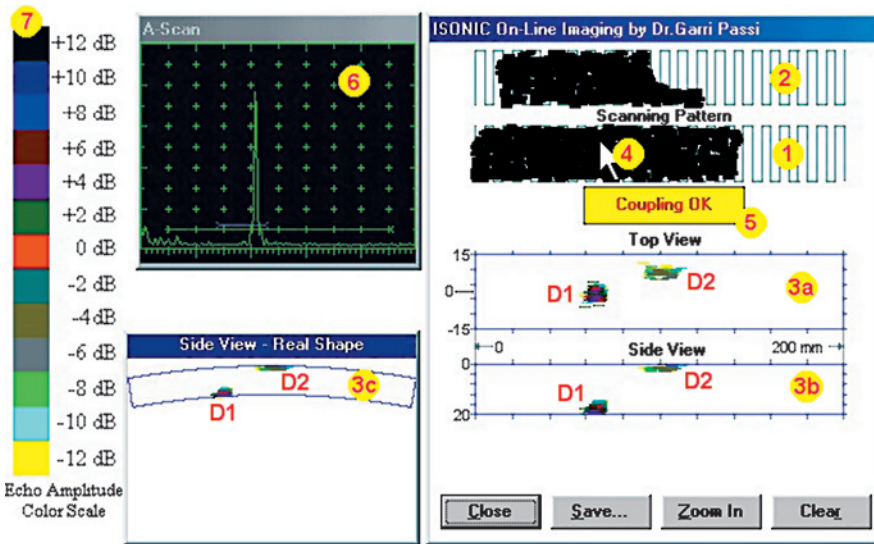 7
+12 dB
+10 dB
+8 dB
+6 dB
+4 dB
+2 dB
0 dB
-2 dB
-4 dB
-6 dB
-8 dB
-10 dB
-12 dB
Echo Amplitude
Color Scale
A-Scan
6
Side View - Real Shape
3c
D2
D1
ISONIC On-Line Imaging by Dr.Garri Passi
2
Scanning Pattern
4
1
Coupling OK
5
Top View
15
0
-15
D1
D2
3a
0
Side View
200 mm
0
20
D1
D2
3b
Close
Save...
Zoom In
Clear